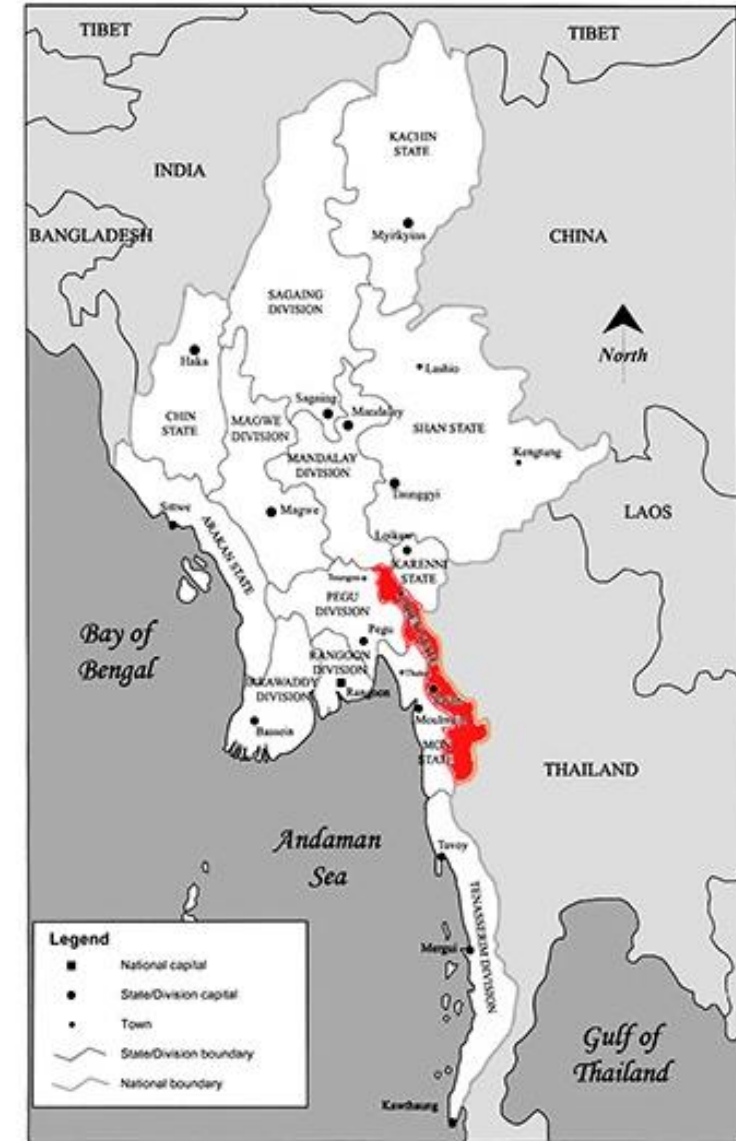 TIBET
TIBET
KACHIN
STATE
INDIA
Myitkyina
BANGLADESH
CHINA
SAGAING
DIVISION
North
Haka
Lashio
Sagaing
Mandalay
CHIN
STATE
MAGWE
DIVISION
SHAN STATE
MANDALAY
DIVISION
Kengtung
Taunggyi
Magwe
LAOS
Sittwe
ARAKAN STATE
Loikaw
KARENNI
STATE
Toungoo
PEGU
DIVISION
Bay of
Bengal
Pegu
RANGOON
DIVISION
IRRAWADDY
DIVISION
Rangoon
Bassein
MON
STATE
THAILAND
Andaman
Sea
Tavoy
TENASSERIM DIVISION
Mergui
Legend
National capital
State/Division capital
Town
State/Division boundary
National boundary
Gulf of
Thailand
Kawthaung